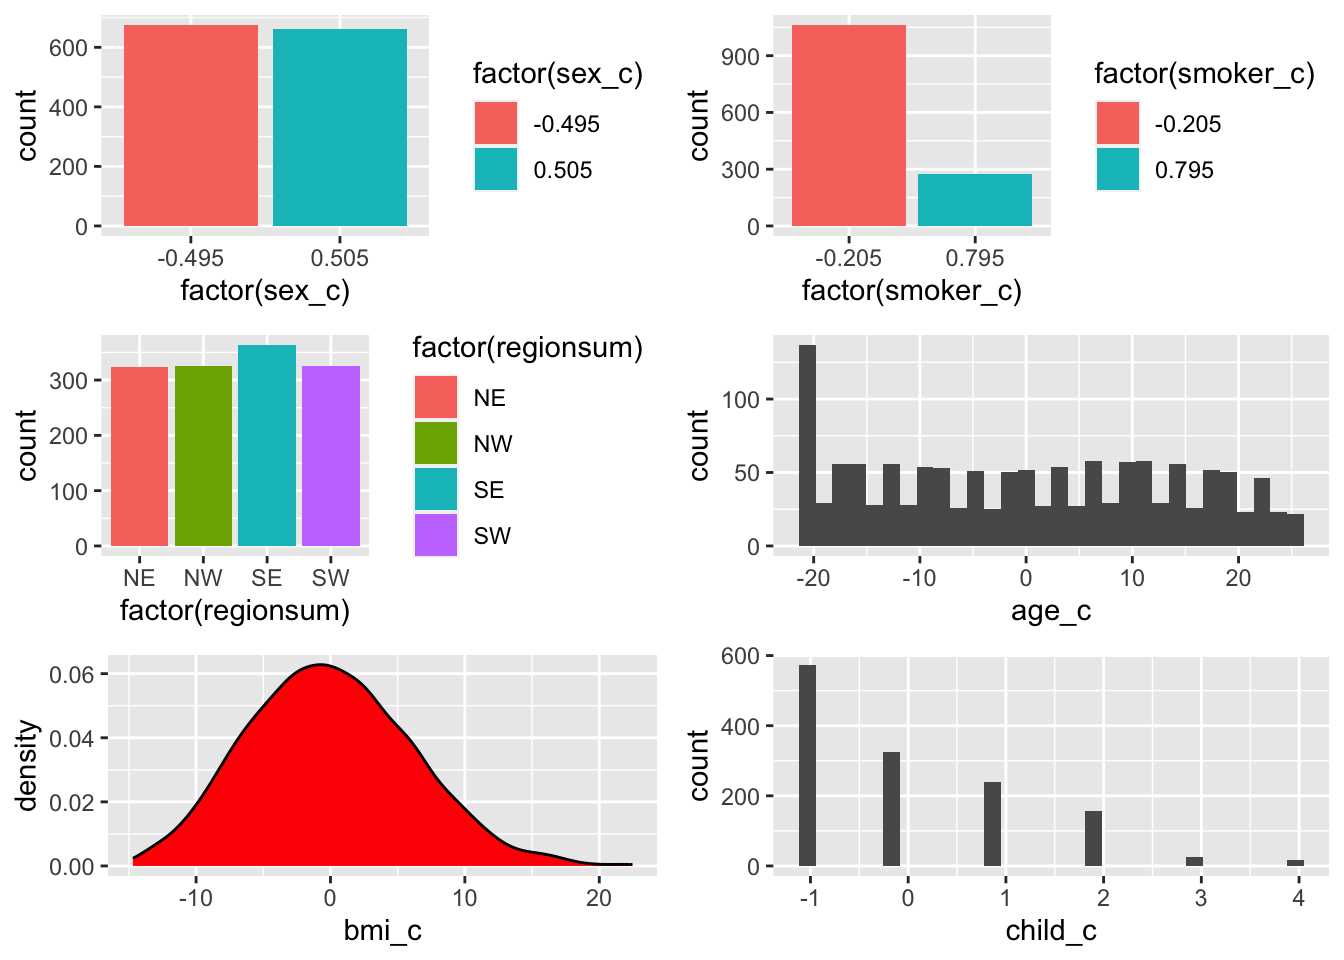 count
600
400
200
0
-0.495 0.505
factor(sex_c)
factor(sex_c)
-0.495
0.505
count
900
600
300
0
-0.205 0.795
factor(smoker_c)
factor(smoker_c)
-0.205
0.795
count
300
200
100
0
NE NW SE SW
factor(regionsum)
factor(regionsum)
NE
NW
SE
SW
count
100
50
0
-20 -10 0 10 20
age_c
density
0.06
0.04
0.02
0.00
-10 0 10 20
bmi_c
count
600
400
200
0
-1 0 1 2 3 4
child_c